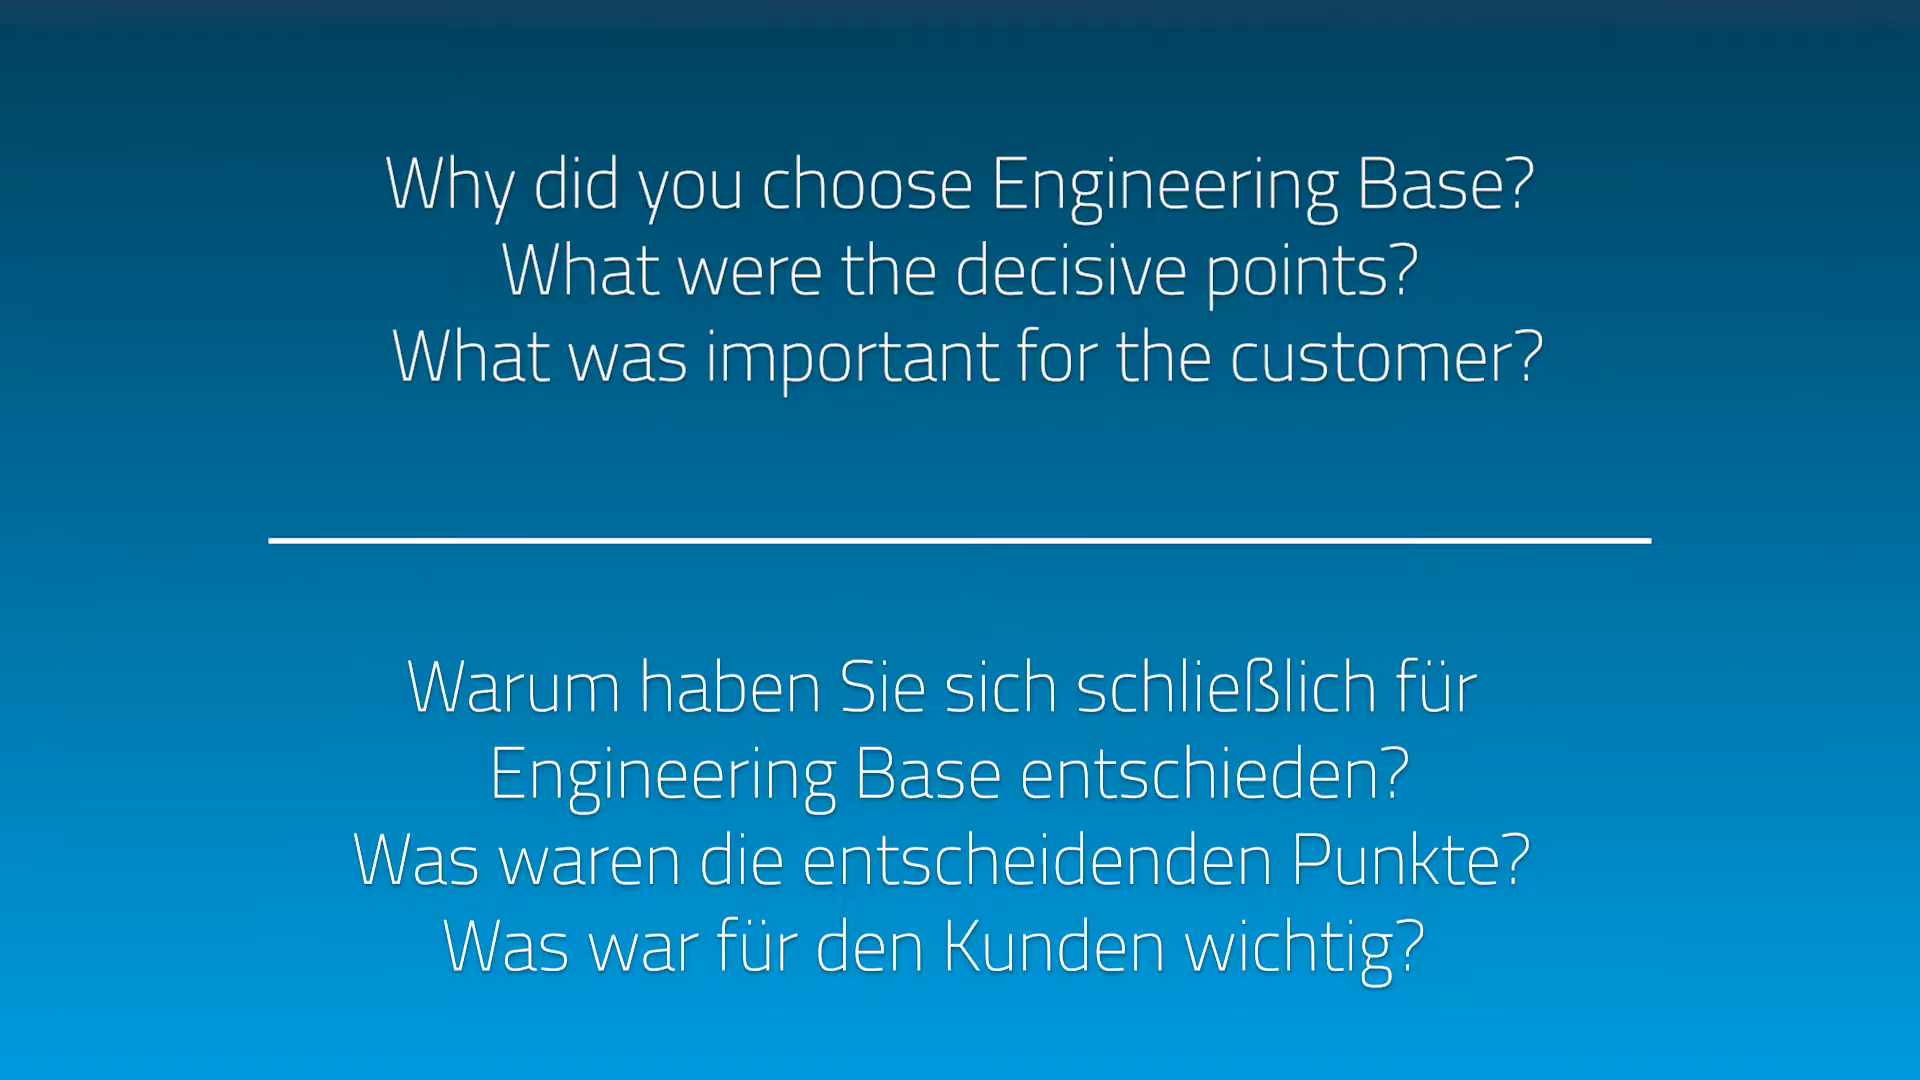 Why did you choose Engineering Base?
What were the decisive points?
What was important for the customer?
Warum haben Sie sich schließlich für
Engineering Base entschieden?
Was waren die entscheidenden Punkte?
Was war für den Kunden wichtig?